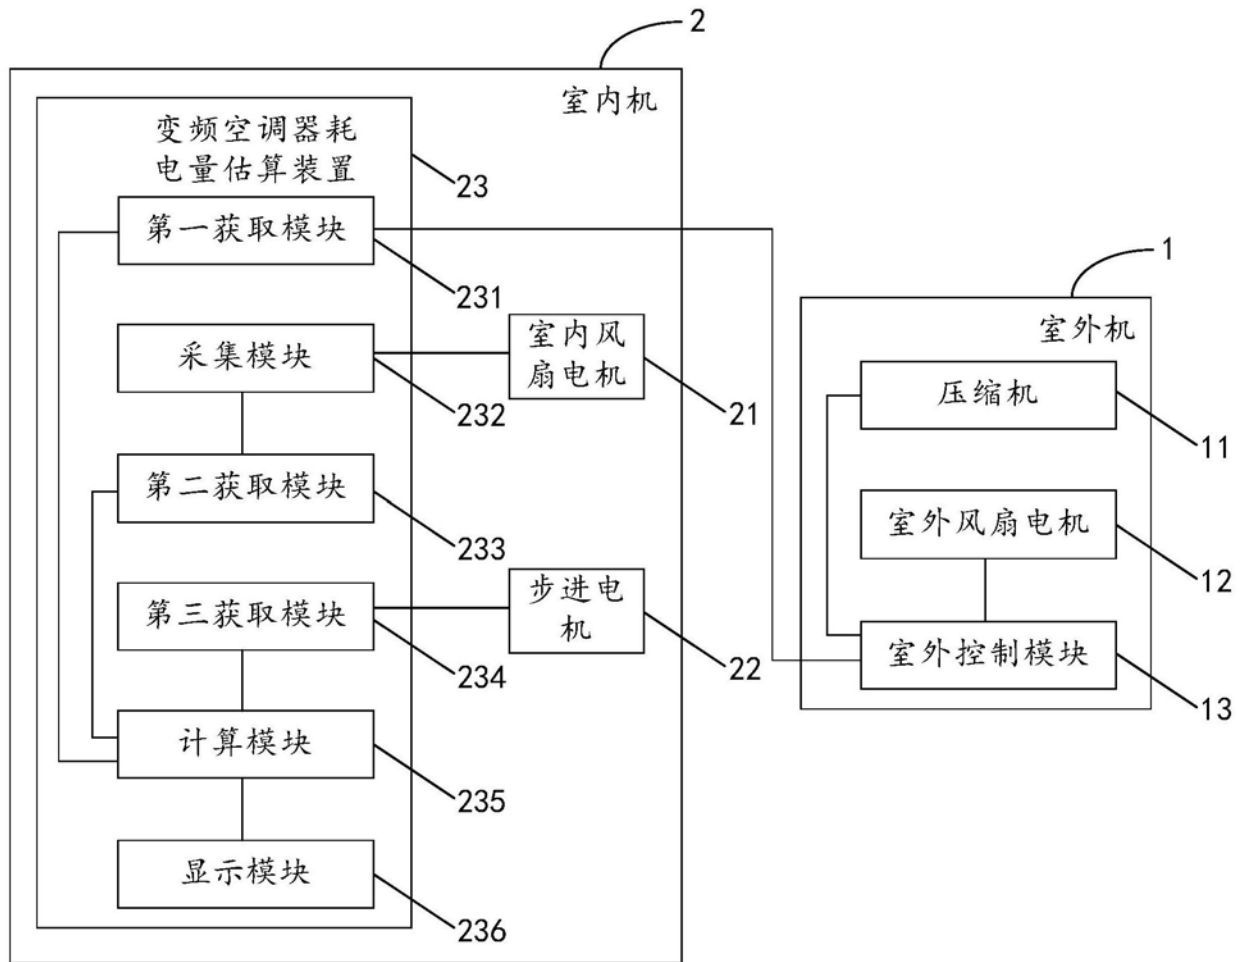 2
室内机
变频空调器耗
电量估算装置
23
第一获取模块
231
采集模块
232
室内风
扇电机
21
第二获取模块
233
第三获取模块
234
步进电
机
22
计算模块
235
显示模块
236
1
室外机
压缩机
11
室外风扇电机
12
室外控制模块
13